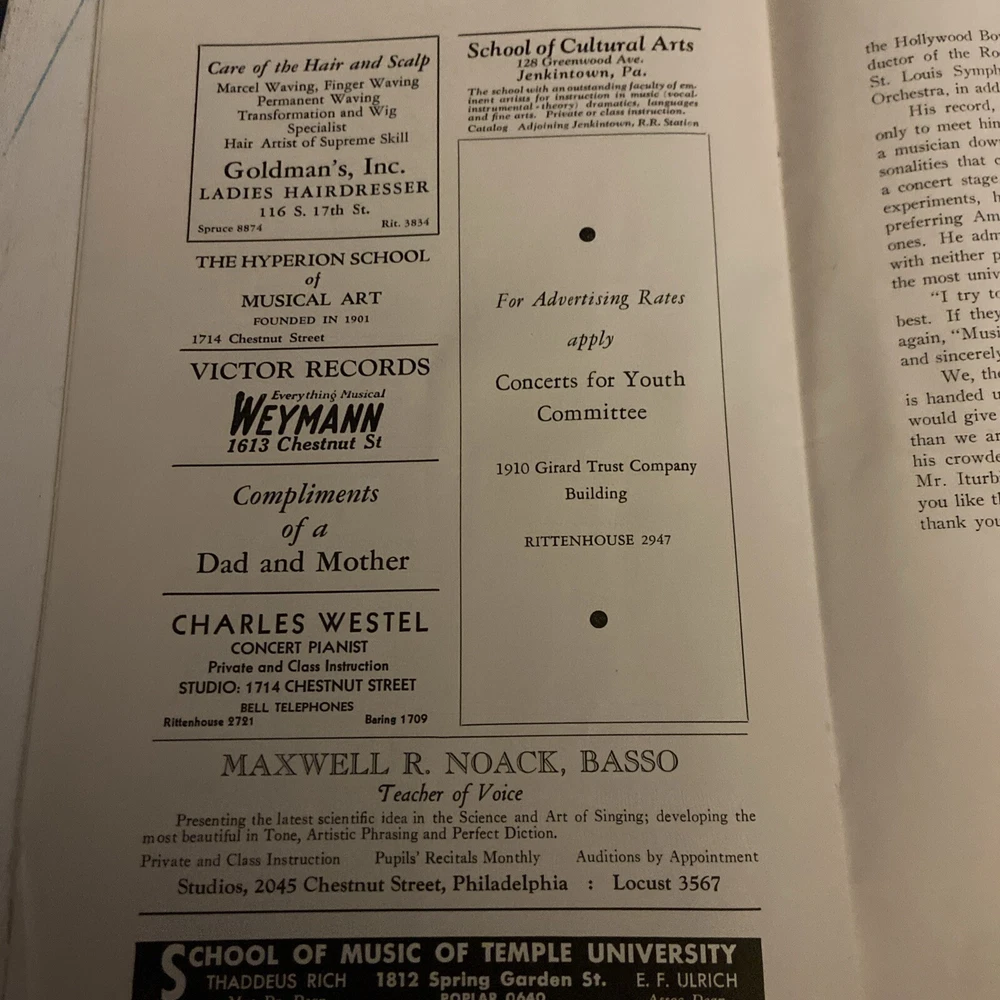 Care of the Hair and Scalp
Marcel Waving, Finger Waving
Permanent Waving
Transformation and Wig
Specialist
Hair Artist of Supreme Skill
Goldman's, Inc.
LADIES HAIRDRESSER
116 S. 17th St.
Spruce 8874 Rit. 3834
THE HYPERION SCHOOL
of
MUSICAL ART
FOUNDED IN 1901
1714 Chestnut Street
VICTOR RECORDS
Everything Musical
WEYMANN
1613 Chestnut St
Compliments
of a
Dad and Mother
CHARLES WESTEL
CONCERT PIANIST
Private and Class Instruction
STUDIO: 1714 CHESTNUT STREET
BELL TELEPHONES
Rittenhouse 2721 Baring 1709
School of Cultural Arts
128 Greenwood Ave.
Jenkintown, Pa.
The school with an outstanding faculty of em-
inent artists for instruction in music (vocal-
instrumental - theory) dramatics, languages
and fine arts. Private or class instruction.
Catalog Adjoining Jenkintown, R.R. Station
For Advertising Rates
apply
Concerts for Youth
Committee
1910 Girard Trust Company
Building
RITTENHOUSE 2947
MAXWELL R. NOACK, BASSO
Teacher of Voice
Presenting the latest scientific idea in the Science and Art of Singing; developing the
most beautiful in Tone, Artistic Phrasing and Perfect Diction.
Private and Class Instruction Pupils' Recitals Monthly Auditions by Appointment
Studios, 2045 Chestnut Street, Philadelphia : Locust 3567
SCHOOL OF MUSIC OF TEMPLE UNIVERSITY
THADDEUS RICH 1812 Spring Garden St. E. F. ULRICH
POPLAR 0640
the Hollywood Bo
ductor of the Ro
St. Louis Symph
Orchestra, in add
His record,
only to meet him
a musician dow
sonalities that c
a concert stage
experiments, h
preferring Am
ones. He adm
with neither p
the most univ
"I try to
best. If they
again, "Musi
and sincerely
We, the
is handed u
would give
than we ar
his crowde
Mr. Iturb
you like th
thank you